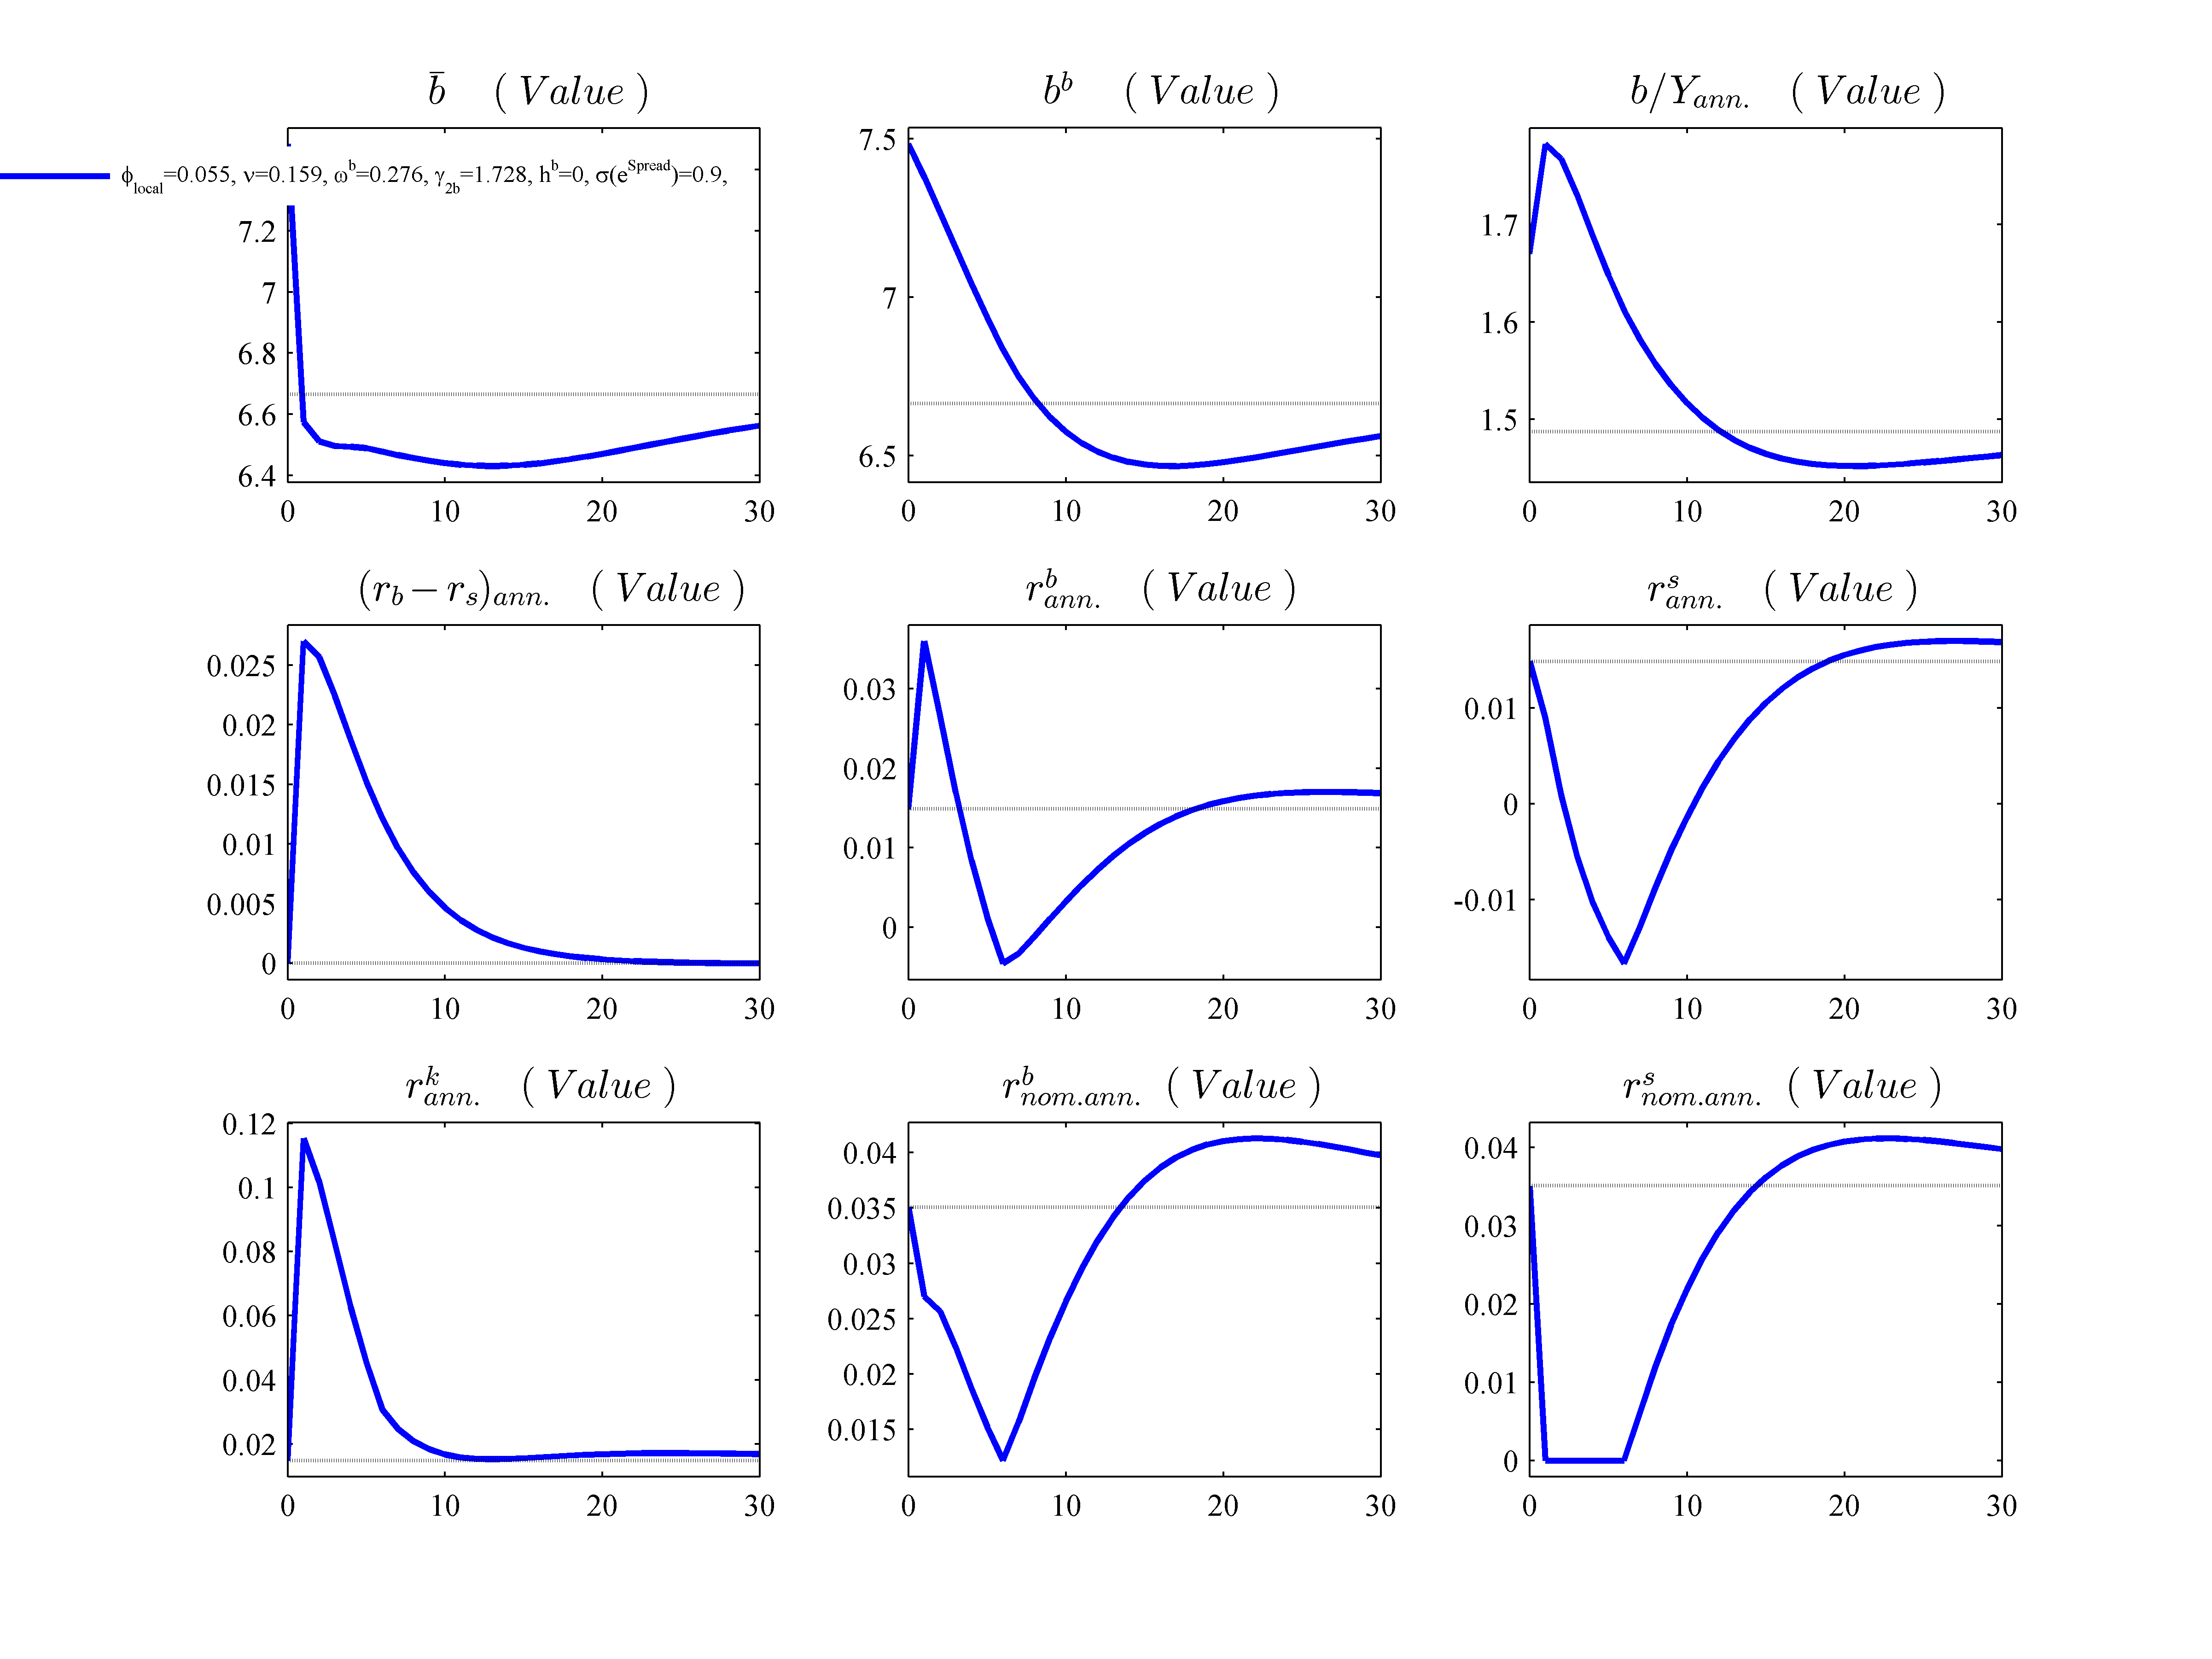 b̄ ( Value )
b^b ( Value )
b/Y_ann. ( Value )
ϕ_local=0.055, ν=0.159, ω^b=0.276, γ_2b=1.728, h^b=0, σ(e^Spread)=0.9,
7.2
7
6.8
6.6
6.4
0 10 20 30
7.5
7
6.5
0 10 20 30
1.7
1.6
1.5
0 10 20 30
(r_b − r_s)_ann. ( Value )
r^b_ann. ( Value )
r^s_ann. ( Value )
0.025
0.02
0.015
0.01
0.005
0
0 10 20 30
0.03
0.02
0.01
0
0 10 20 30
0.01
0
-0.01
0 10 20 30
r^k_ann. ( Value )
r^b_nom.ann. ( Value )
r^s_nom.ann. ( Value )
0.12
0.1
0.08
0.06
0.04
0.02
0 10 20 30
0.04
0.035
0.03
0.025
0.02
0.015
0 10 20 30
0.04
0.03
0.02
0.01
0
0 10 20 30